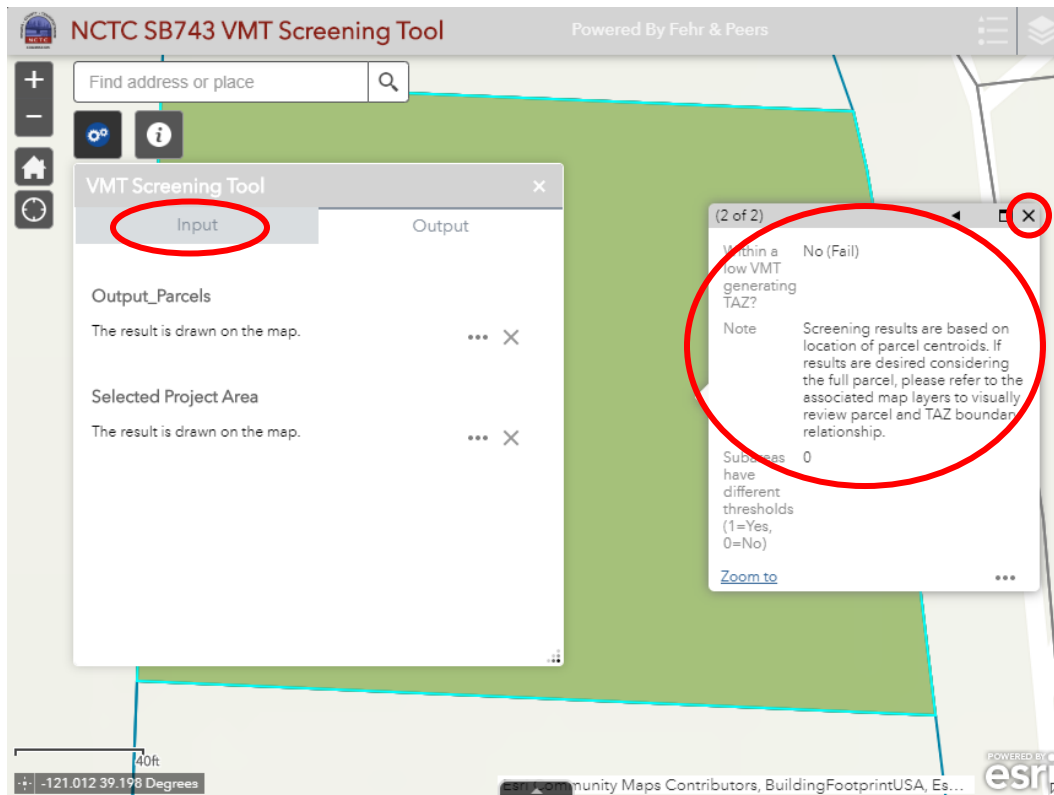 NCTC
NCTC SB743 VMT Screening Tool
Powered By Fehr & Peers
+
Find address or place
−
i
VMT Screening Tool ×
Input Output
Output_Parcels
The result is drawn on the map. ••• ×
Selected Project Area
The result is drawn on the map. ••• ×
(2 of 2)
Within a No (Fail)
low VMT
generating
TAZ?
Note Screening results are based on
location of parcel centroids. If
results are desired considering
the full parcel, please refer to the
associated map layers to visually
review parcel and TAZ boundary
relationship.
Subareas 0
have
different
thresholds
(1=Yes,
0=No)
Zoom to •••
40ft
-121.012 39.198 Degrees
Esri Community Maps Contributors, BuildingFootprintUSA, Es...
POWERED BY
esri